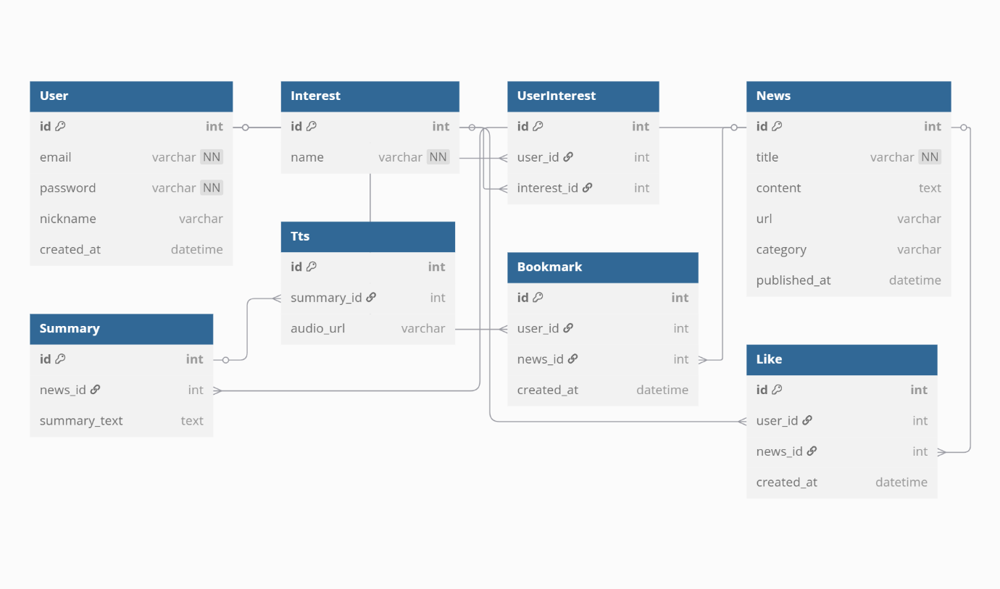 User
id int
email varchar NN
password varchar NN
nickname varchar
created_at datetime
Interest
id int
name varchar NN
UserInterest
id int
user_id int
interest_id int
News
id int
title varchar NN
content text
url varchar
category varchar
published_at datetime
Tts
id int
summary_id int
audio_url varchar
Bookmark
id int
user_id int
news_id int
created_at datetime
Summary
id int
news_id int
summary_text text
Like
id int
user_id int
news_id int
created_at datetime